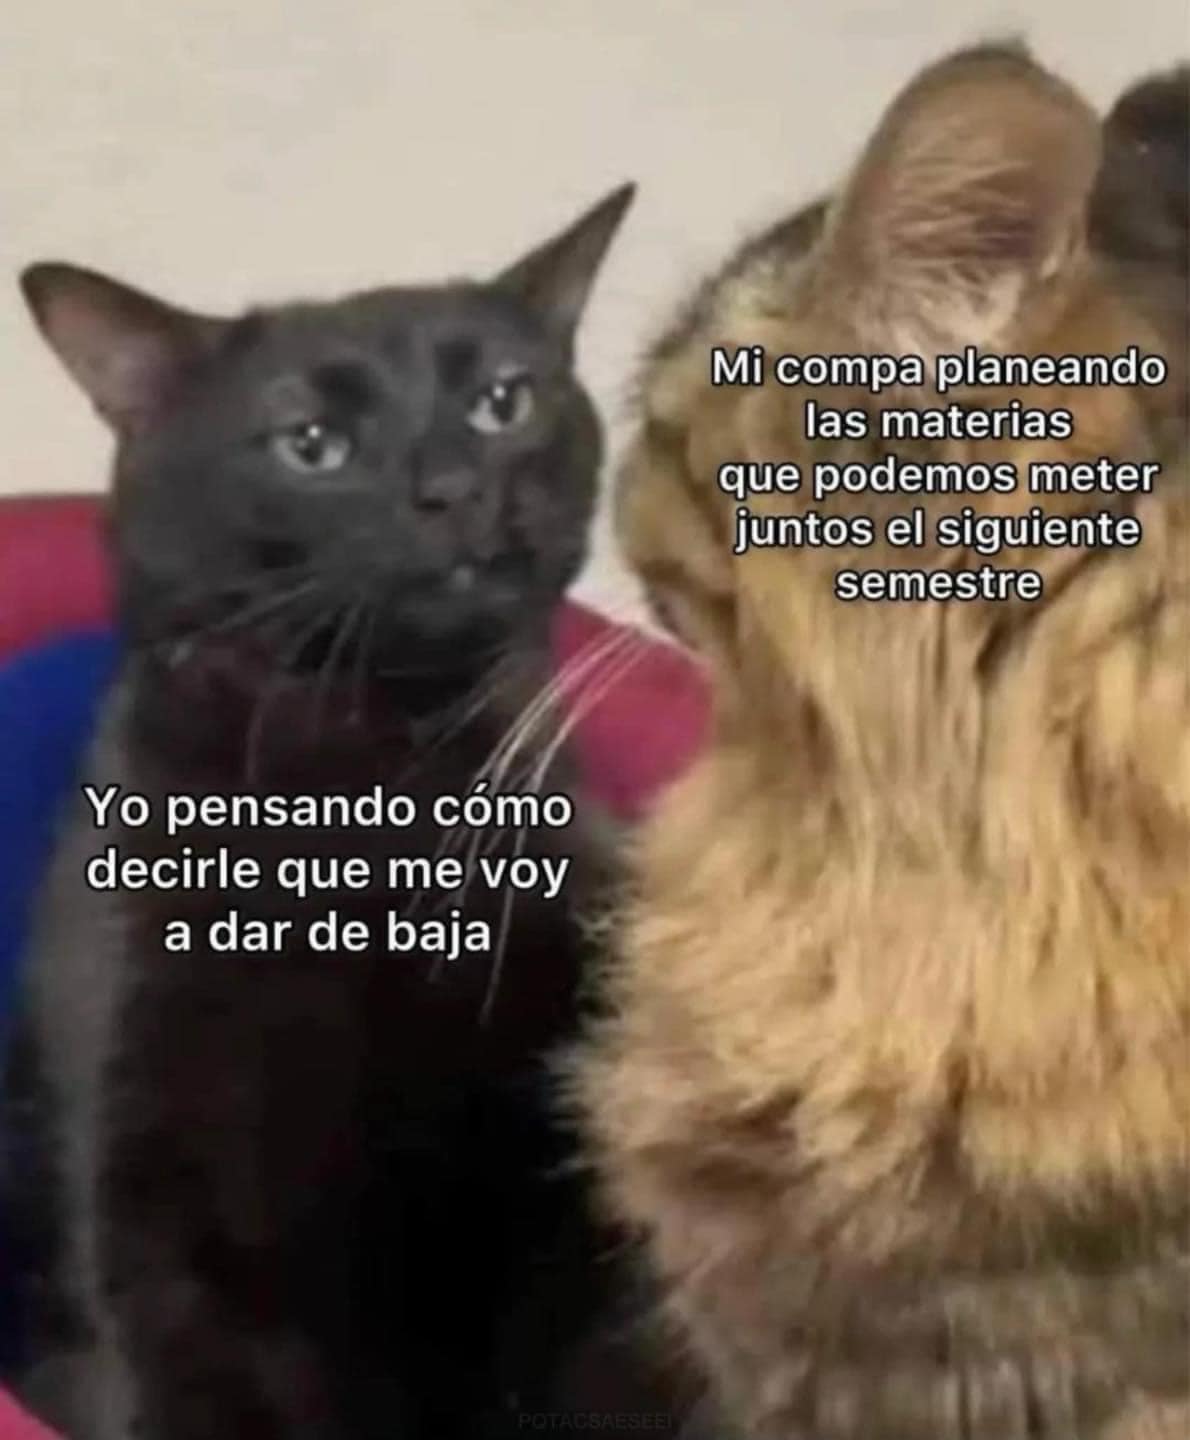 Mi compa planeando
las materias
que podemos meter
juntos el siguiente
semestre
Yo pensando cómo
decirle que me voy
a dar de baja